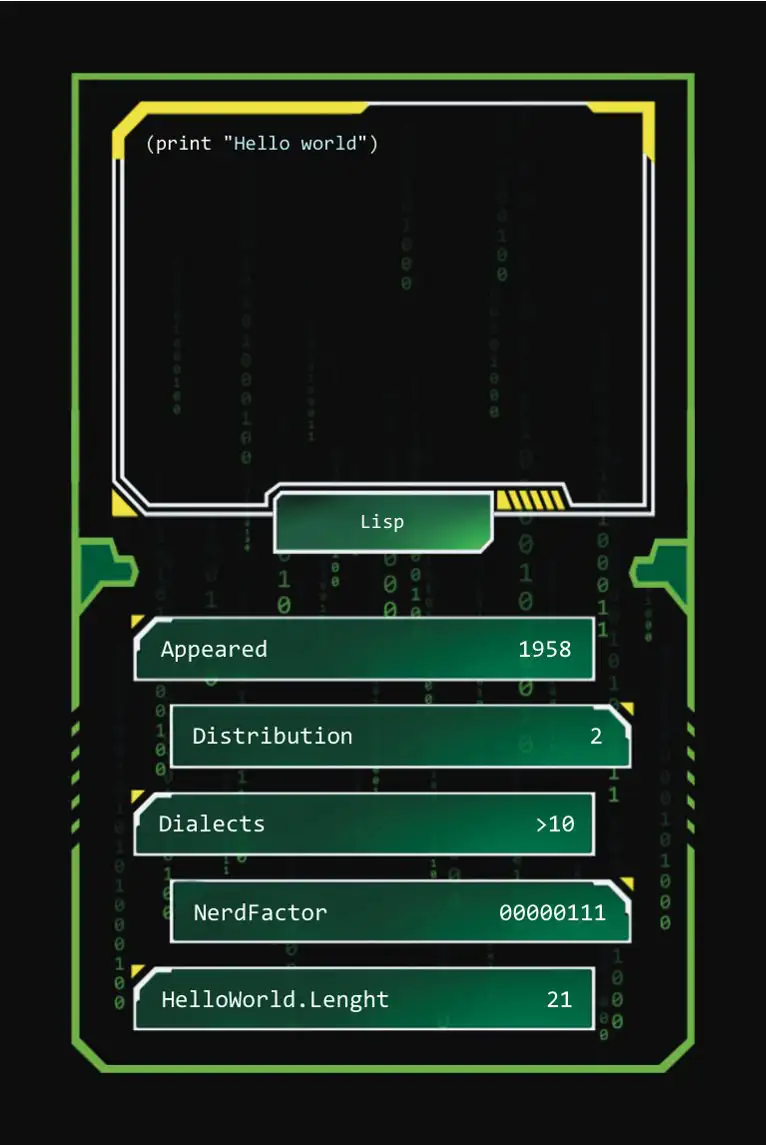 (print "Hello world")
Lisp
Appeared 1958
Distribution 2
Dialects >10
NerdFactor 00000111
HelloWorld.Lenght 21